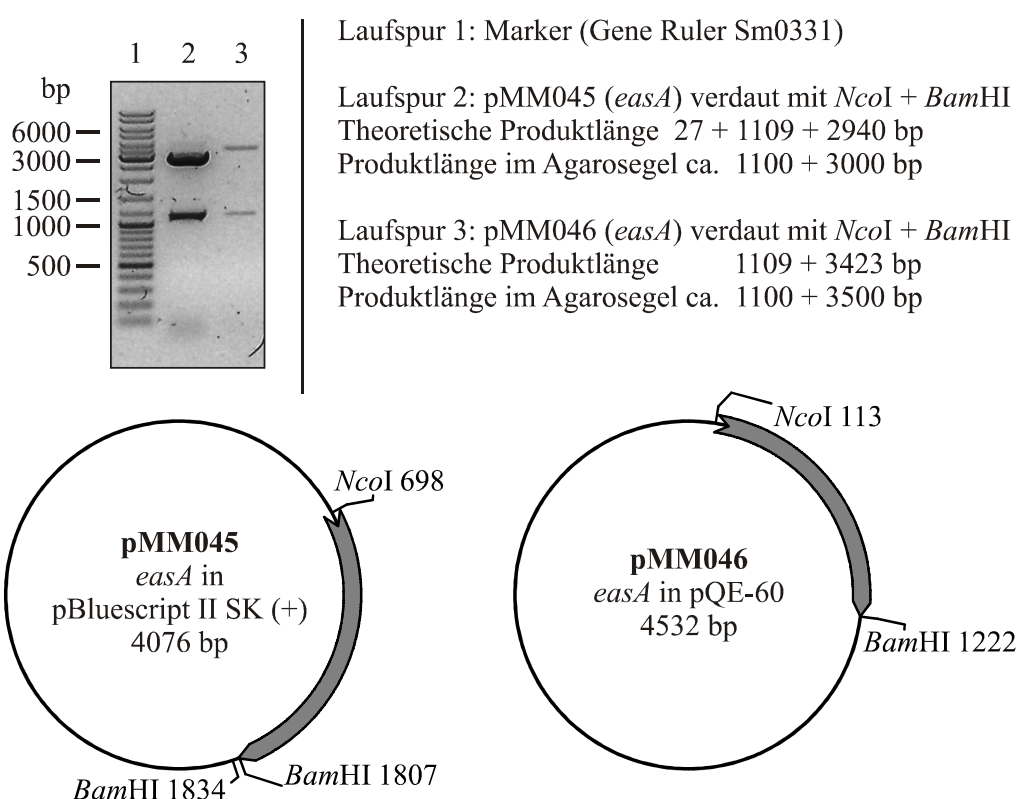 1 2 3
bp
6000
3000
1500
1000
500
Laufspur 1: Marker (Gene Ruler Sm0331)
Laufspur 2: pMM045 (easA) verdaut mit NcoI + BamHI
Theoretische Produktlänge 27 + 1109 + 2940 bp
Produktlänge im Agarosegel ca. 1100 + 3000 bp
Laufspur 3: pMM046 (easA) verdaut mit NcoI + BamHI
Theoretische Produktlänge 1109 + 3423 bp
Produktlänge im Agarosegel ca. 1100 + 3500 bp
NcoI 698
pMM045
easA in
pBluescript II SK (+)
4076 bp
BamHI 1834
BamHI 1807
NcoI 113
pMM046
easA in pQE-60
4532 bp
BamHI 1222